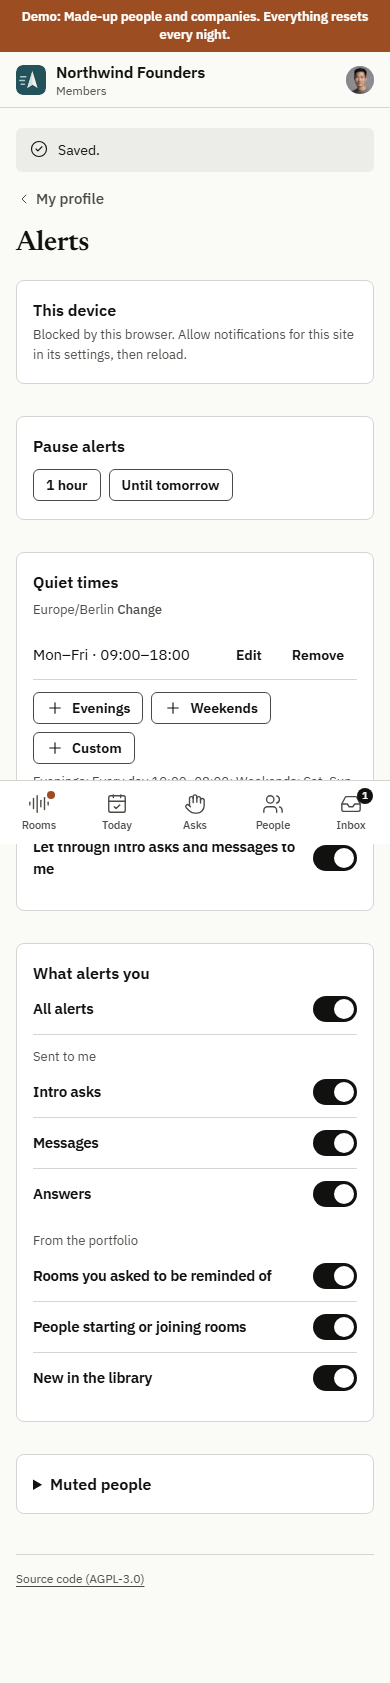 Demo: Made-up people and companies. Everything resets
every night.
Northwind Founders
Members
Saved.
My profile
Alerts
This device
Blocked by this browser. Allow notifications for this site
in its settings, then reload.
Pause alerts
1 hour
Until tomorrow
Quiet times
Europe/Berlin Change
Mon–Fri · 09:00–18:00
Edit
Remove
Evenings
Weekends
Custom
Rooms
Today
Asks
People
1
Inbox
Let through intro asks and messages to
me
What alerts you
All alerts
Sent to me
Intro asks
Messages
Answers
From the portfolio
Rooms you asked to be reminded of
People starting or joining rooms
New in the library
Muted people
Source code (AGPL-3.0)